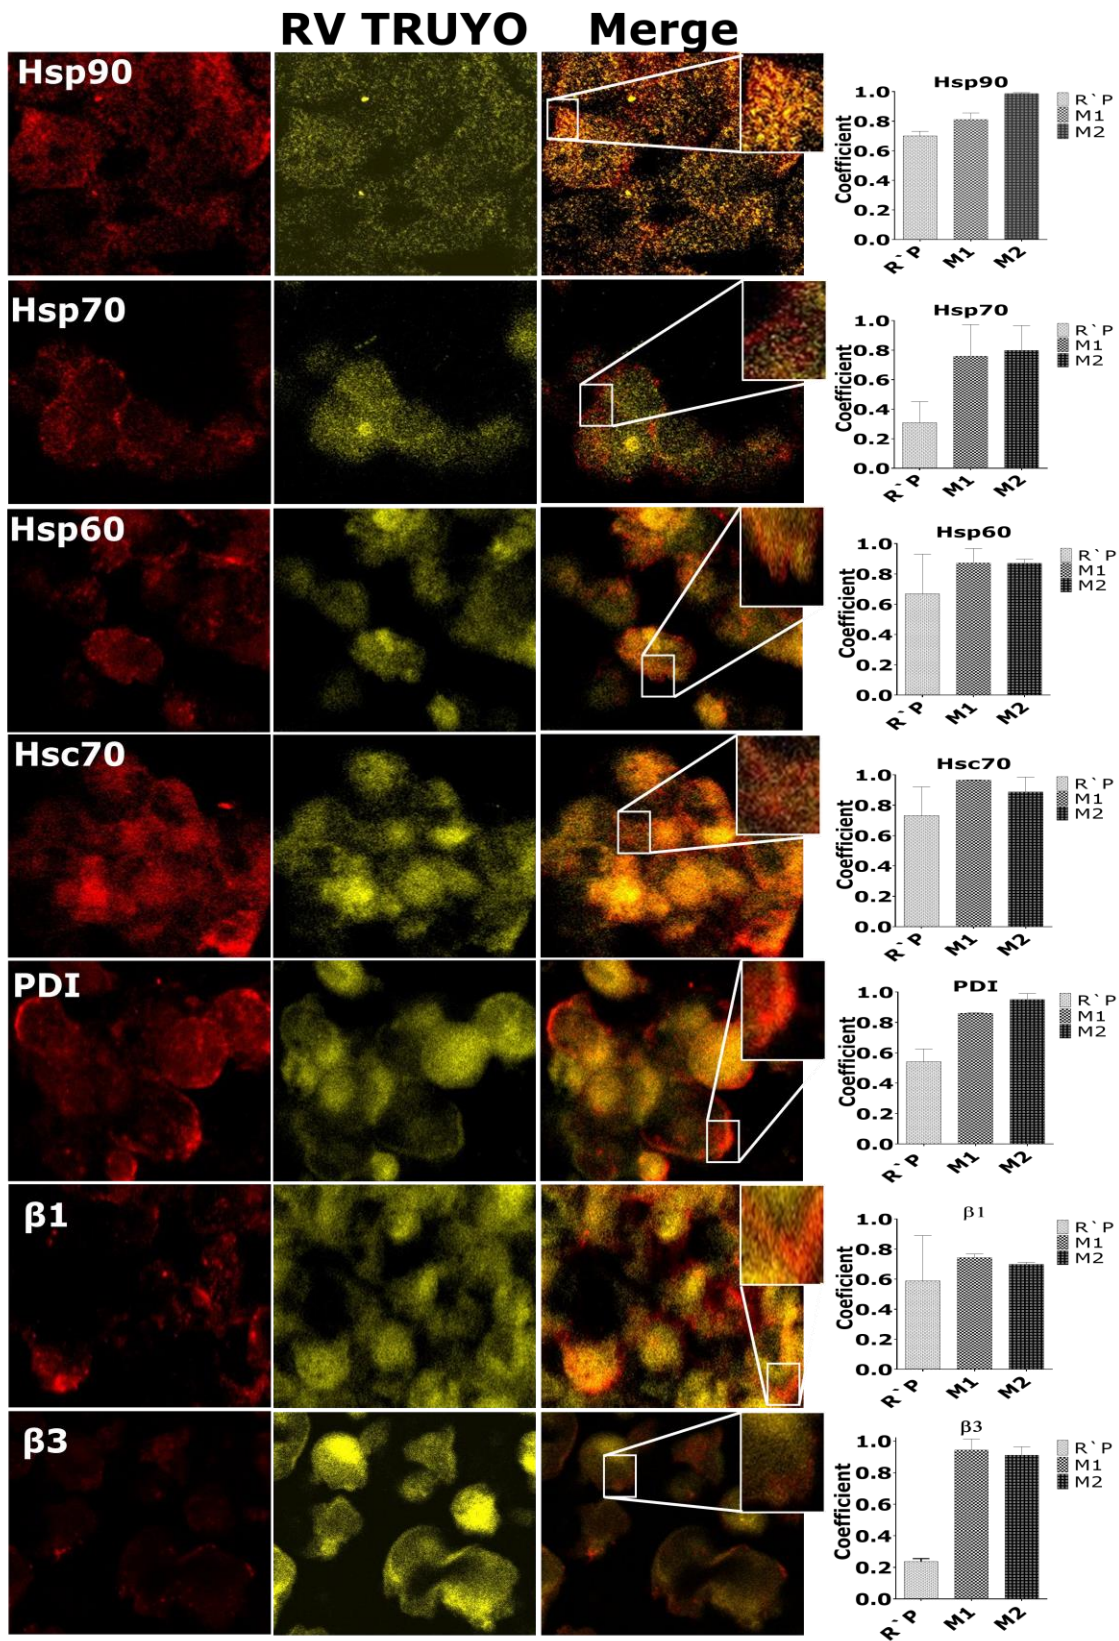 RV TRUYO Merge
Hsp90
Hsp90
Coefficient
1.0
0.8
0.6
0.4
0.2
0.0
R`P
M1
M2
R`P
M1
M2
Hsp70
Hsp70
Coefficient
1.0
0.8
0.6
0.4
0.2
0.0
R`P
M1
M2
R`P
M1
M2
Hsp60
Hsp60
Coefficient
1.0
0.8
0.6
0.4
0.2
0.0
R`P
M1
M2
R`P
M1
M2
Hsc70
Hsc70
Coefficient
1.0
0.8
0.6
0.4
0.2
0.0
R`P
M1
M2
R`P
M1
M2
PDI
PDI
Coefficient
1.0
0.8
0.6
0.4
0.2
0.0
R`P
M1
M2
R`P
M1
M2
β1
β1
Coeficient
1.0
0.8
0.6
0.4
0.2
0.0
R`P
M1
M2
R`P
M1
M2
β3
β3
Coefficient
1.0
0.8
0.6
0.4
0.2
0.0
R`P
M1
M2
R`P
M1
M2